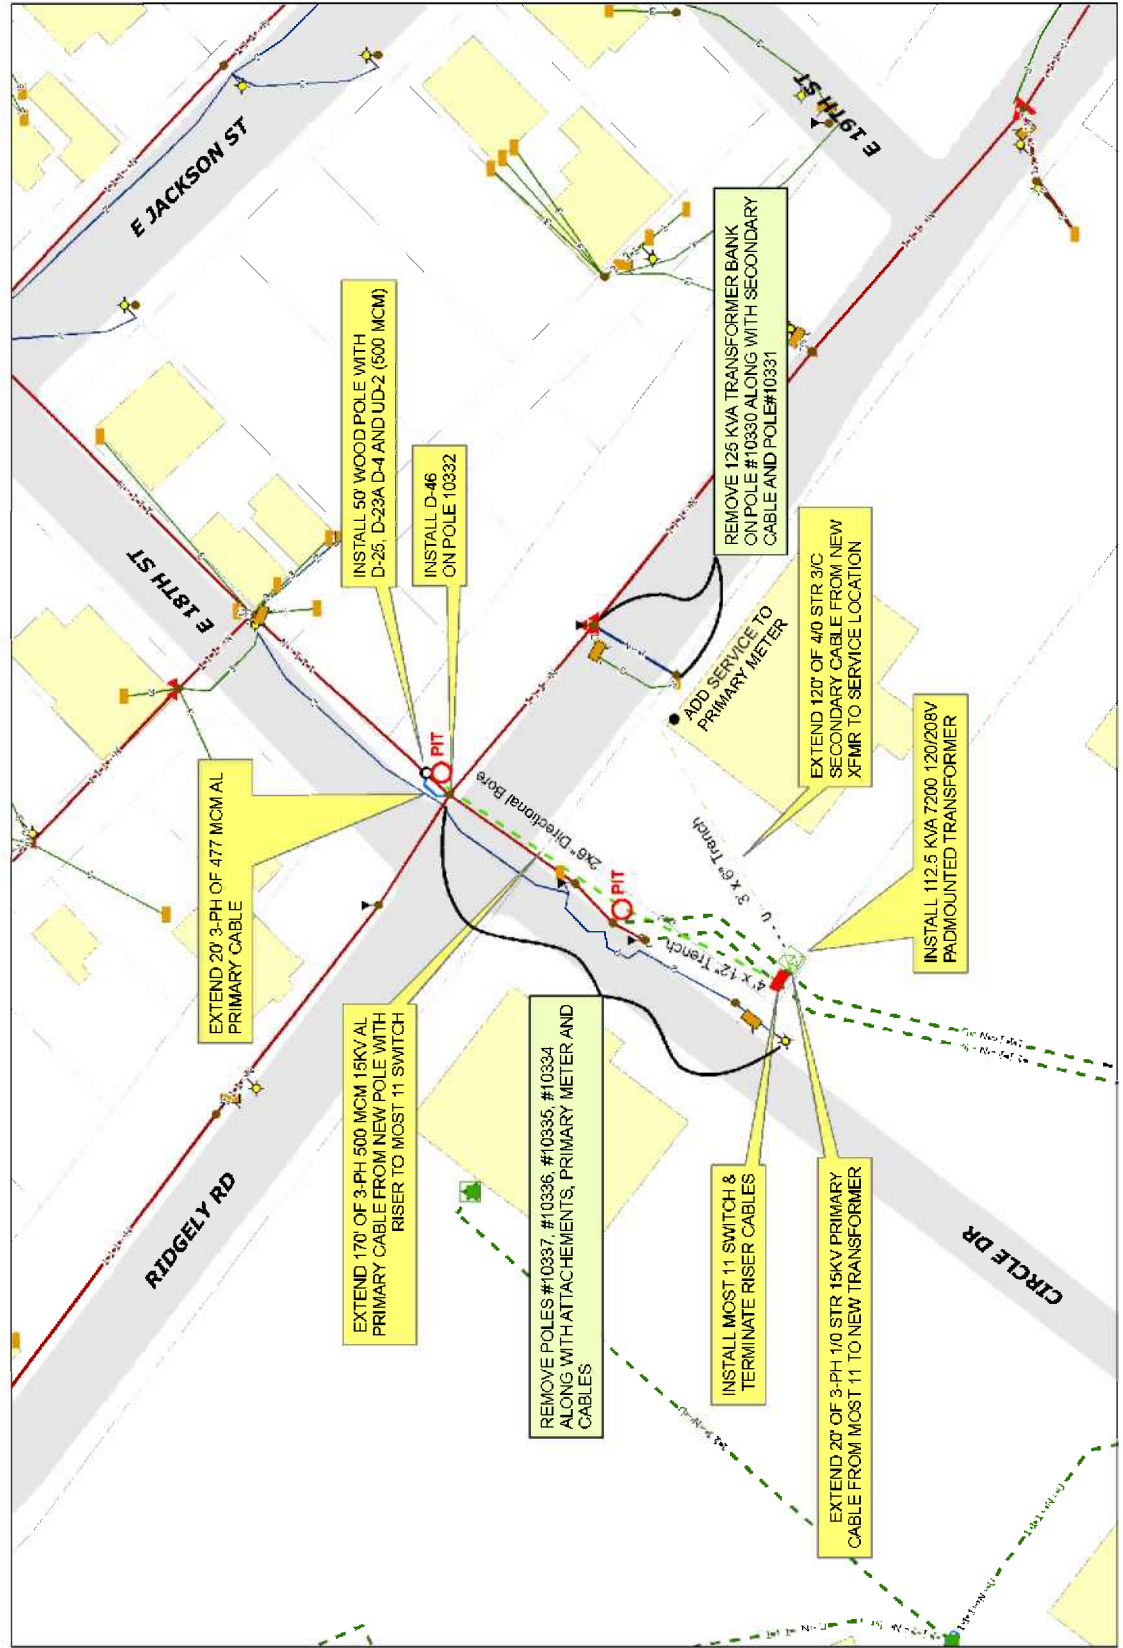 E JACKSON ST
E 19TH ST
E 18TH ST
RIDGELY RD
CIRCLE DR
INSTALL 50' WOOD POLE WITH
D-25, D-23A D-4 AND UD-2 (500 MCM)
INSTALL D-46
ON POLE 10332
REMOVE 125 KVA TRANSFORMER BANK
ON POLE #10330 ALONG WITH SECONDARY
CABLE AND POLE#10331
EXTEND 20' 3-PH OF 477 MCM AL
PRIMARY CABLE
PIT
2x6" Directional Bore
PIT
4' x 12" Trench
ADD SERVICE TO
PRIMARY METER
3' x 6" Trench
EXTEND 120' OF 4/0 STR 3/C
SECONDARY CABLE FROM NEW
XFMR TO SERVICE LOCATION
INSTALL 112.5 KVA 7200 120/208V
PADMOUNTED TRANSFORMER
EXTEND 170' OF 3-PH 500 MCM 15KV AL
PRIMARY CABLE FROM NEW POLE WITH
RISER TO MOST 11 SWITCH
REMOVE POLES #10337, #10336, #10335, #10334
ALONG WITH ATTACHEMENTS, PRIMARY METER AND
CABLES
INSTALL MOST 11 SWITCH &
TERMINATE RISER CABLES
EXTEND 20' OF 3-PH 1/0 STR 15KV PRIMARY
CABLE FROM MOST 11 TO NEW TRANSFORMER